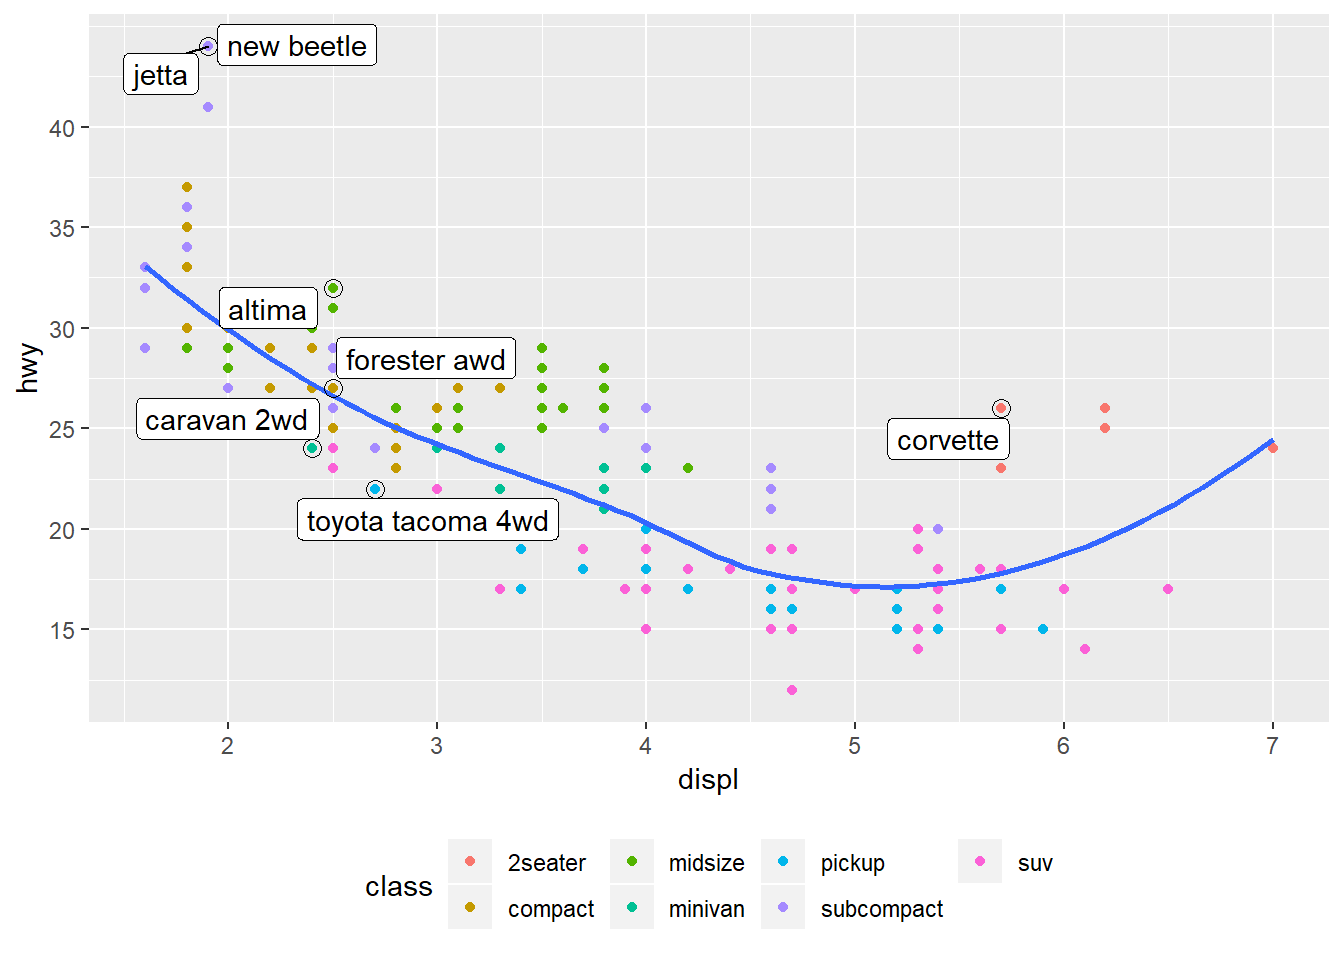 new beetle
jetta
40
35
altima
30
forester awd
caravan 2wd
25
corvette
toyota tacoma 4wd
20
15
hwy
2 3 4 5 6 7
displ
class
2seater midsize pickup suv
compact minivan subcompact